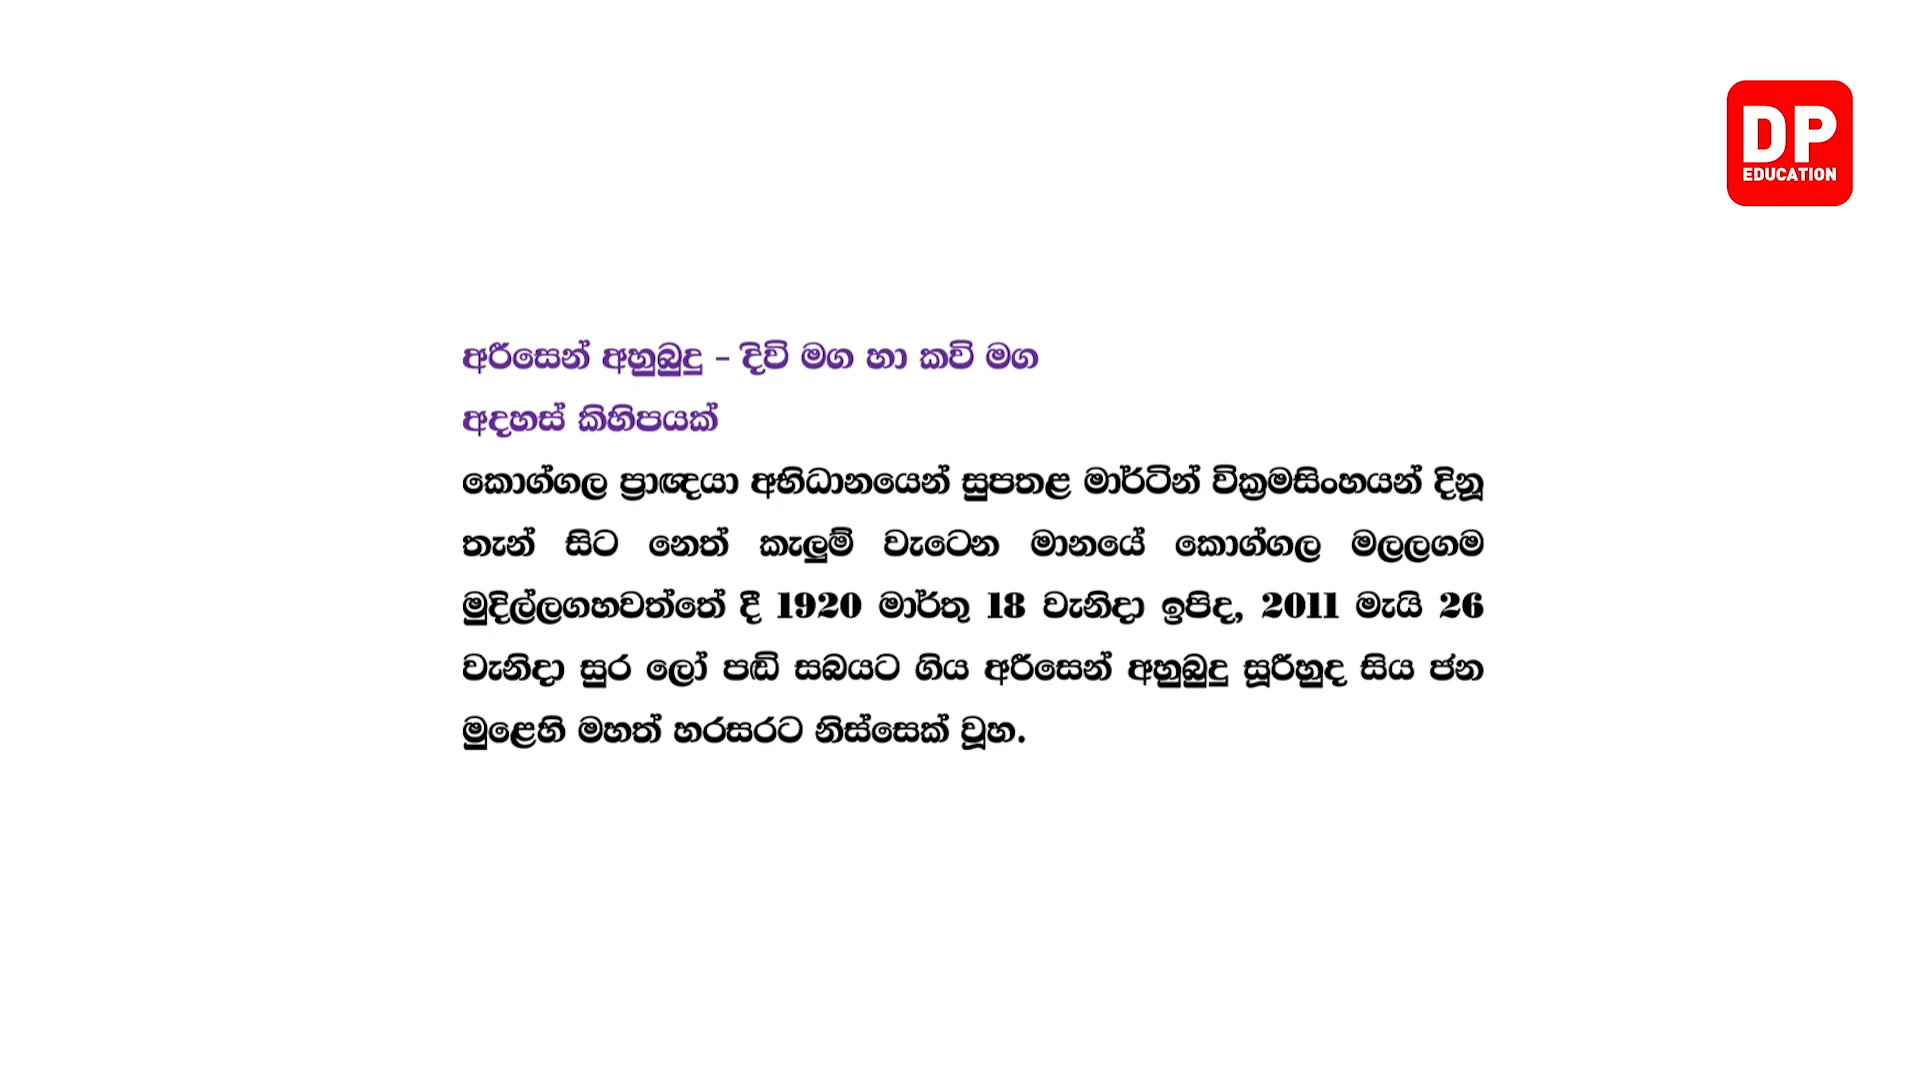 DP
EDUCATION
අරීසෙන් අහුබුදු - දිවි මග හා කවි මග
අදහස් කිහිපයක්
කොග්ගල ප්‍රාඥයා අභිධානයෙන් සුපතළ මාර්ටින් වික්‍රමසිංහයන් දිනූ
තැන් සිට නෙත් කැලුම් වැටෙන මානයේ කොග්ගල මලලගම
මුදිල්ලගහවත්තේ දී 1920 මාර්තු 18 වැනිදා ඉපිද, 2011 මැයි 26
වැනිදා සුර ලෝ පඬි සබයට ගිය අරීසෙන් අහුබුදු සූරීහුද සිය ජන
මුළෙහි මහත් හරසරට නිස්සෙක් වූහ.